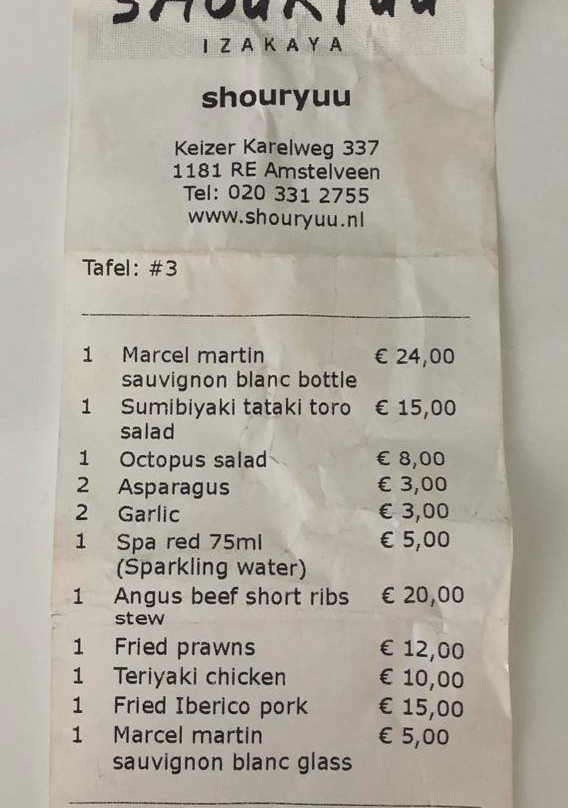 SHOURYUU
IZAKAYA
shouryuu
Keizer Karelweg 337
1181 RE Amstelveen
Tel: 020 331 2755
www.shouryuu.nl
Tafel: #3
1 Marcel martin € 24,00
sauvignon blanc bottle
1 Sumibiyaki tataki toro € 15,00
salad
1 Octopus salad € 8,00
2 Asparagus € 3,00
2 Garlic € 3,00
1 Spa red 75ml € 5,00
(Sparkling water)
1 Angus beef short ribs € 20,00
stew
1 Fried prawns € 12,00
1 Teriyaki chicken € 10,00
1 Fried Iberico pork € 15,00
1 Marcel martin € 5,00
sauvignon blanc glass